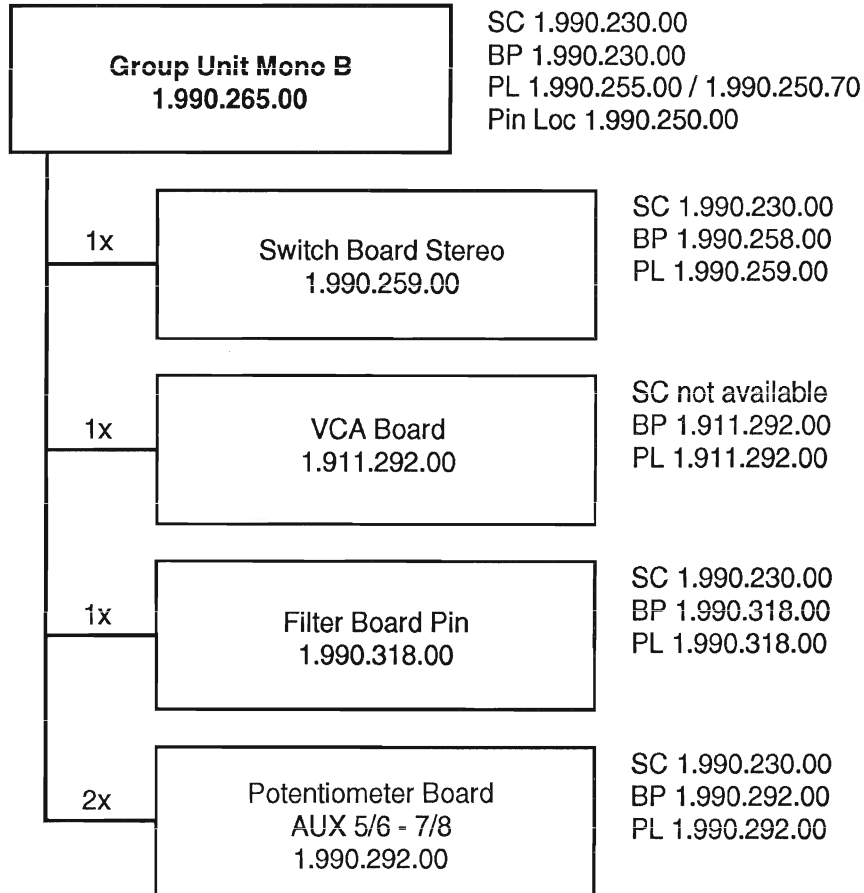 Group Unit Mono B
1.990.265.00
SC 1.990.230.00
BP 1.990.230.00
PL 1.990.255.00 / 1.990.250.70
Pin Loc 1.990.250.00
1x
Switch Board Stereo
1.990.259.00
SC 1.990.230.00
BP 1.990.258.00
PL 1.990.259.00
1x
VCA Board
1.911.292.00
SC not available
BP 1.911.292.00
PL 1.911.292.00
1x
Filter Board Pin
1.990.318.00
SC 1.990.230.00
BP 1.990.318.00
PL 1.990.318.00
2x
Potentiometer Board
AUX 5/6 - 7/8
1.990.292.00
SC 1.990.230.00
BP 1.990.292.00
PL 1.990.292.00